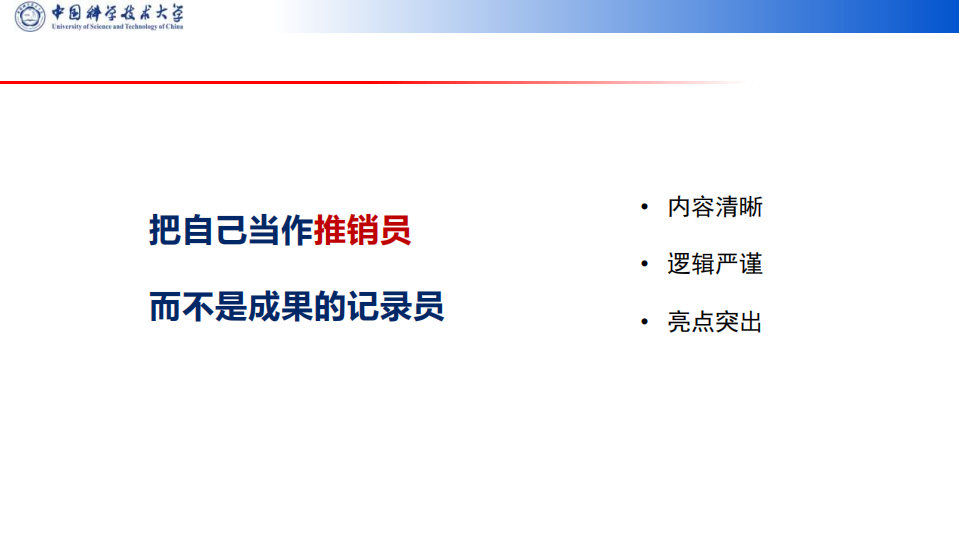 中国科学技术大学
University of Science and Technology of China
把自己当作推销员
而不是成果的记录员
• 内容清晰
• 逻辑严谨
• 亮点突出